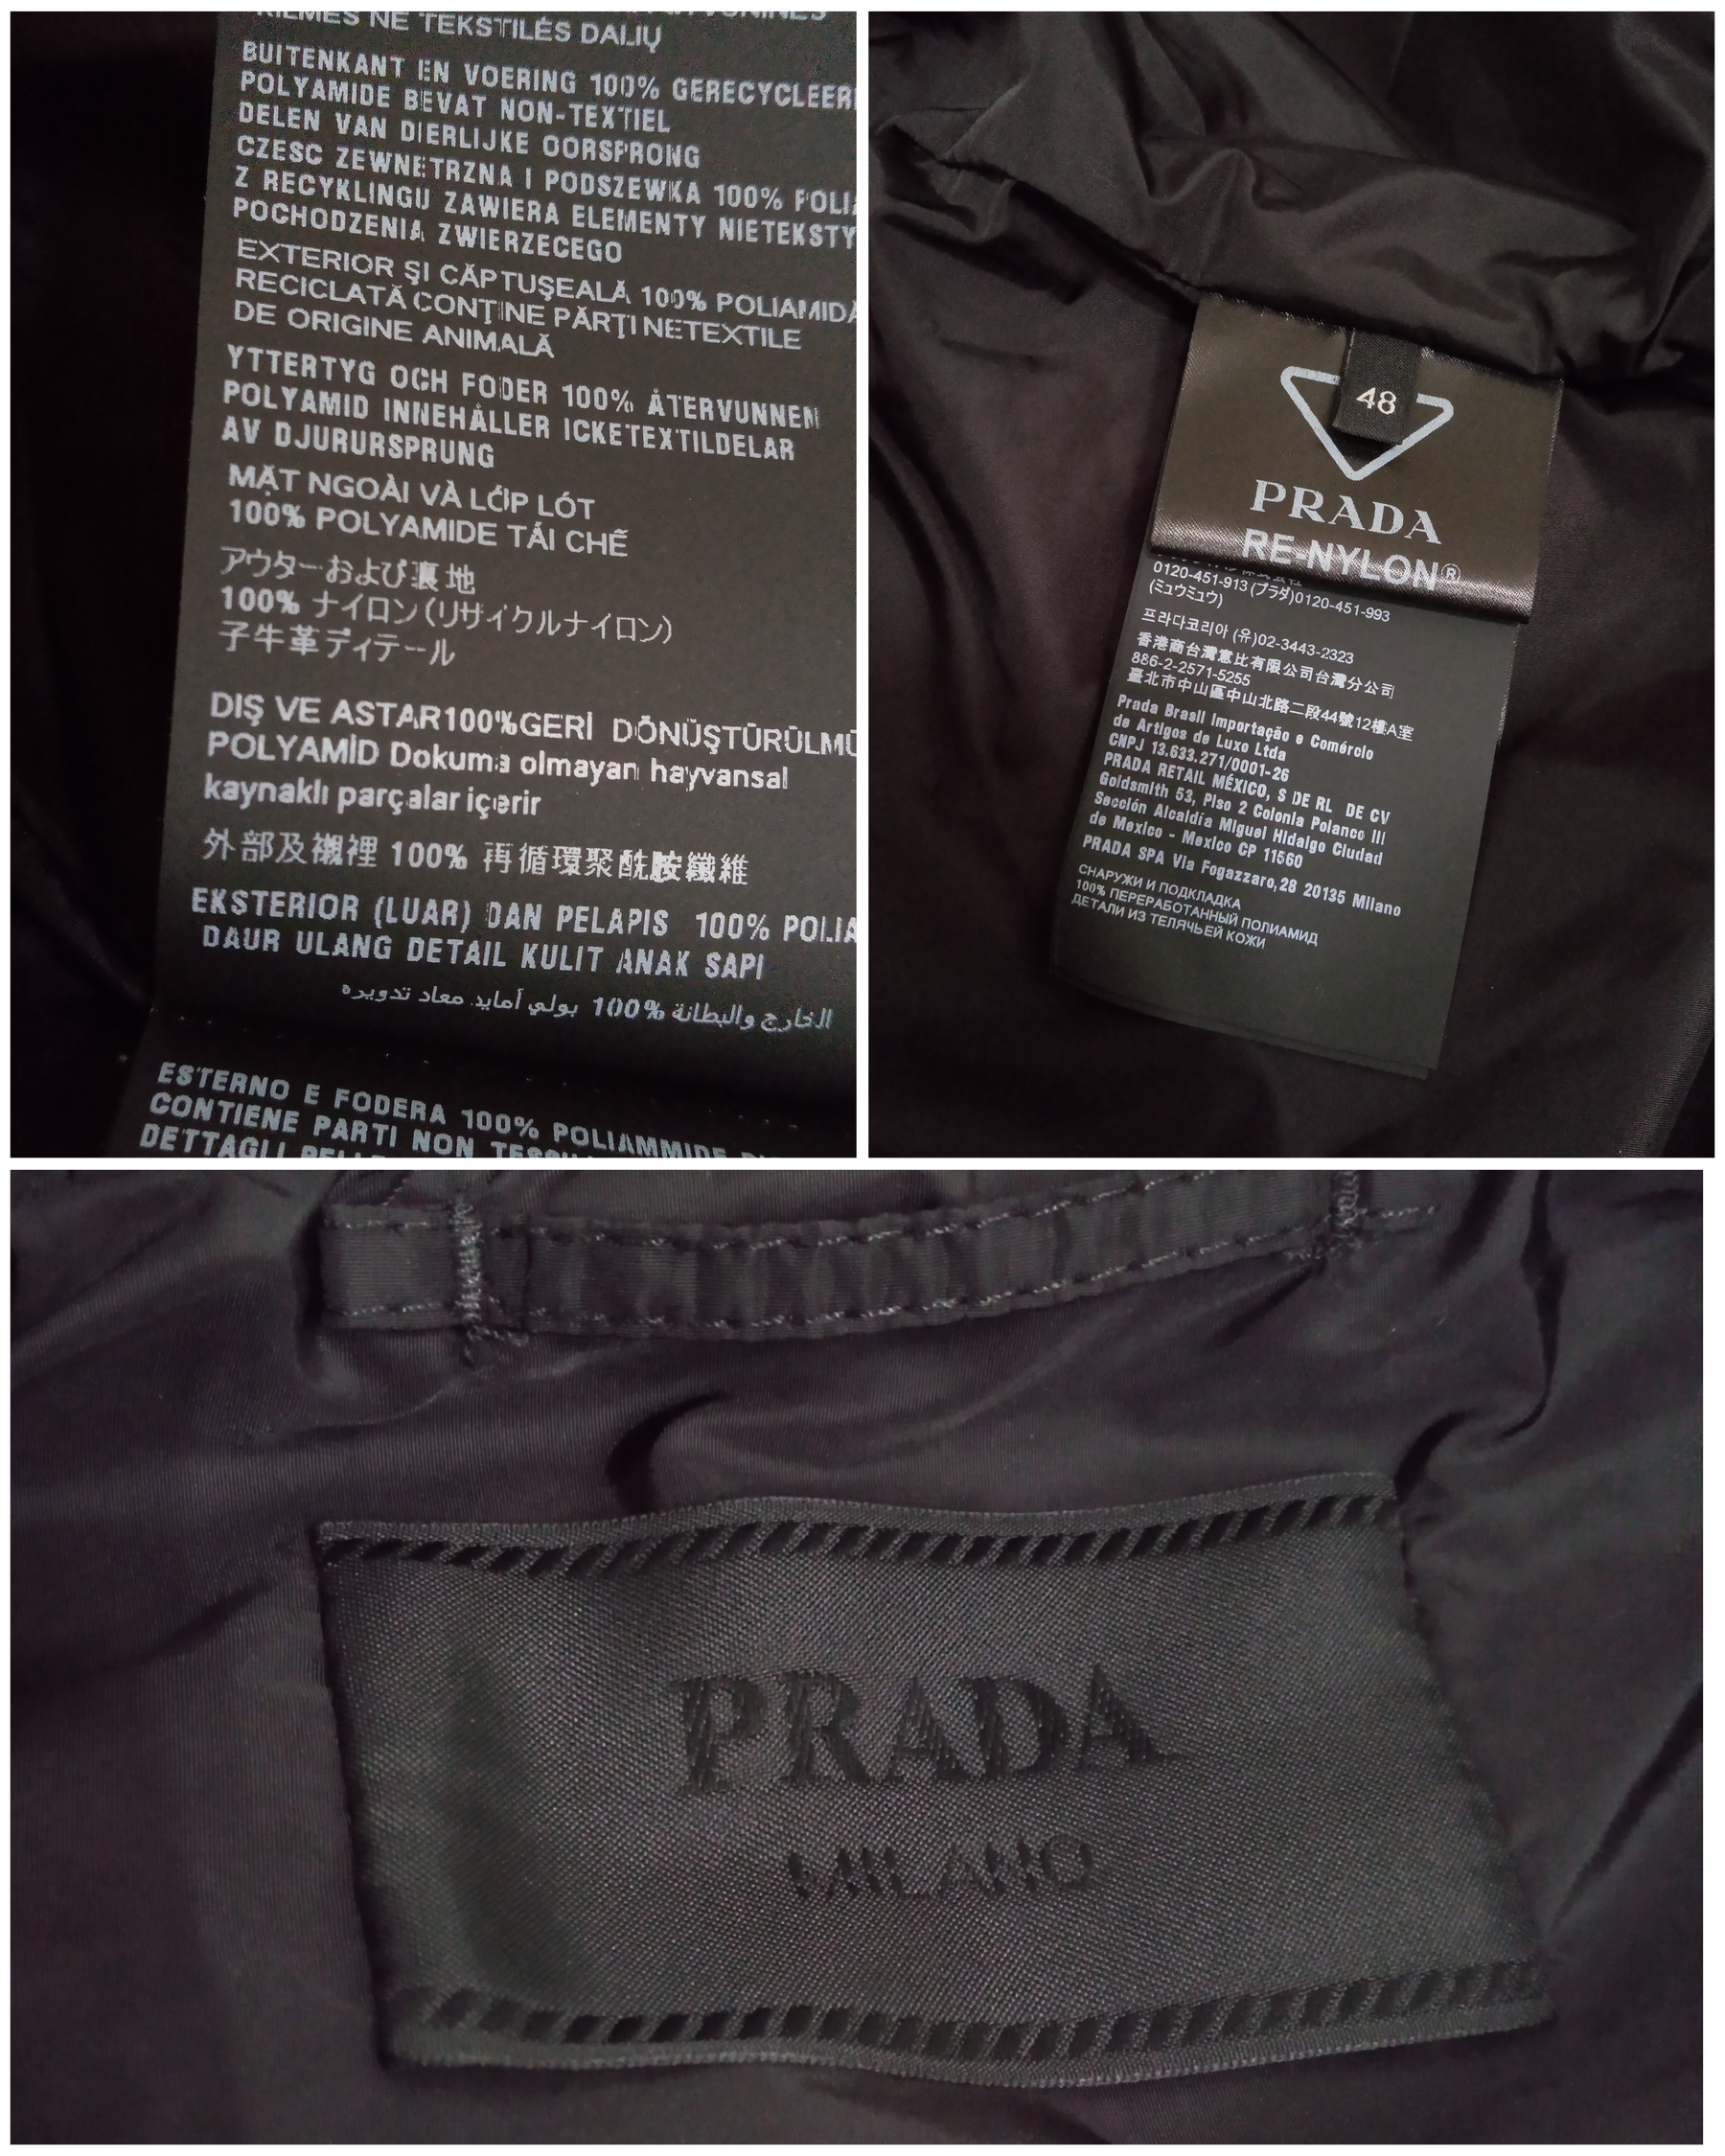 KILMĖS NE TEKSTILĖS DALIŲ
BUITENKANT EN VOERING 100% GERECYCLEER
POLYAMIDE BEVAT NON-TEXTIEL
DELEN VAN DIERLIJKE OORSPRONG
CZESC ZEWNETRZNA I PODSZEWKA 100% POLI
Z RECYKLINGU ZAWIERA ELEMENTY NIETEKSTY
POCHODZENIA ZWIERZECEGO
EXTERIOR ŞI CĂPTUŞEALĂ 100% POLIAMIDĂ
RECICLATĂ CONŢINE PĂRŢI NETEXTILE
DE ORIGINE ANIMALĂ
YTTERTYG OCH FODER 100% ÅTERVUNNEN
POLYAMID INNEHÅLLER ICKETEXTILDELAR
AV DJURURSPRUNG
MẶT NGOÀI VÀ LỚP LÓT
100% POLYAMIDE TÁI CHẾ
アウターおよび裏地
100% ナイロン(リサイクルナイロン)
子牛革ディテール
DIŞ VE ASTAR100%GERİ DÖNÜŞTÜRÜLMÜ
POLYAMİD Dokuma olmayan hayvansal
kaynaklı parçalar içerir
外部及襯裡 100% 再循環聚酰胺纖維
EKSTERIOR (LUAR) DAN PELAPIS 100% POLIA
DAUR ULANG DETAIL KULIT ANAK SAPI
الخارج والبطانة 100% بولي أمايد معاد تدويره
ESTERNO E FODERA 100% POLIAMMIDE
CONTIENE PARTI NON
DETTAGLI
48
PRADA
RE-NYLON®
0120-451-913 (プラダ)0120-451-993
(ミュウミュウ)
프라다코리아 (유)02-3443-2323
香港商台灣意比有限公司台灣分公司
886-2-2571-5255
臺北市中山區中山北路二段44號12樓A室
Prada Brasil Importação e Comércio
de Artigos de Luxo Ltda
CNPJ 13.633.271/0001-26
PRADA RETAIL MÉXICO, S DE RL DE CV
Goldsmith 53, Piso 2 Colonia Polanco III
Sección Alcaldía Miguel Hidalgo Ciudad
de Mexico - Mexico CP 11560
PRADA SPA Via Fogazzaro,28 20135 Milano
СНАРУЖИ И ПОДКЛАДКА
100% ПЕРЕРАБОТАННЫЙ ПОЛИАМИД
ДЕТАЛИ ИЗ ТЕЛЯЧЬЕЙ КОЖИ
PRADA
MILANO